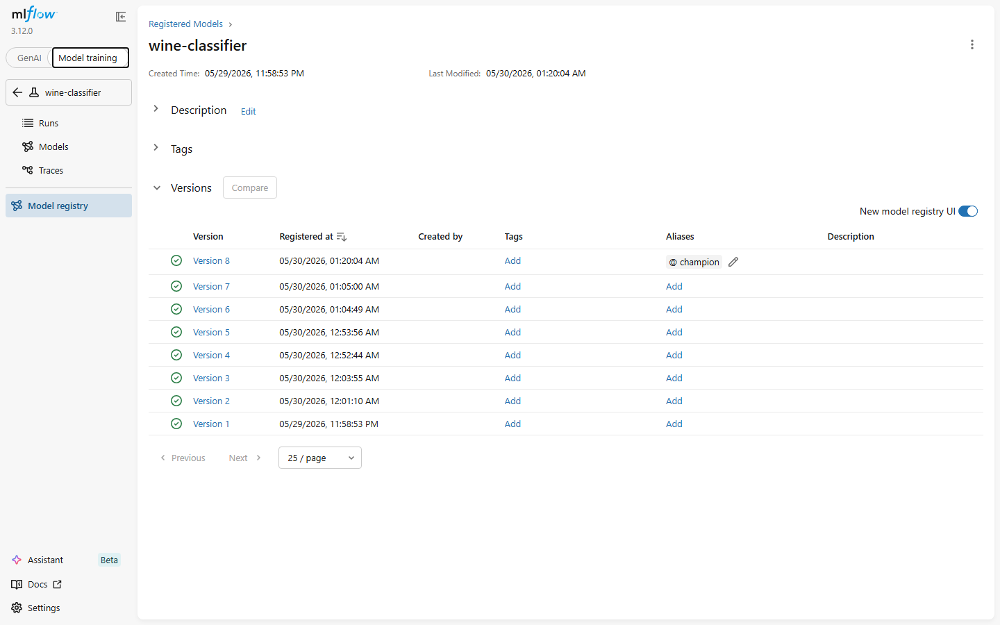 mlflow
3.12.0
GenAI
Model training
wine-classifier
Runs
Models
Traces
Model registry
Assistant Beta
Docs
Settings
Registered Models
wine-classifier
Created Time: 05/29/2026, 11:58:53 PM Last Modified: 05/30/2026, 01:20:04 AM
Description Edit
Tags
Versions Compare
New model registry UI
Version Registered at Created by Tags Aliases Description
Version 8 05/30/2026, 01:20:04 AM Add @ champion
Version 7 05/30/2026, 01:05:00 AM Add Add
Version 6 05/30/2026, 01:04:49 AM Add Add
Version 5 05/30/2026, 12:53:56 AM Add Add
Version 4 05/30/2026, 12:52:44 AM Add Add
Version 3 05/30/2026, 12:03:55 AM Add Add
Version 2 05/30/2026, 12:01:10 AM Add Add
Version 1 05/29/2026, 11:58:53 PM Add Add
Previous Next 25 / page